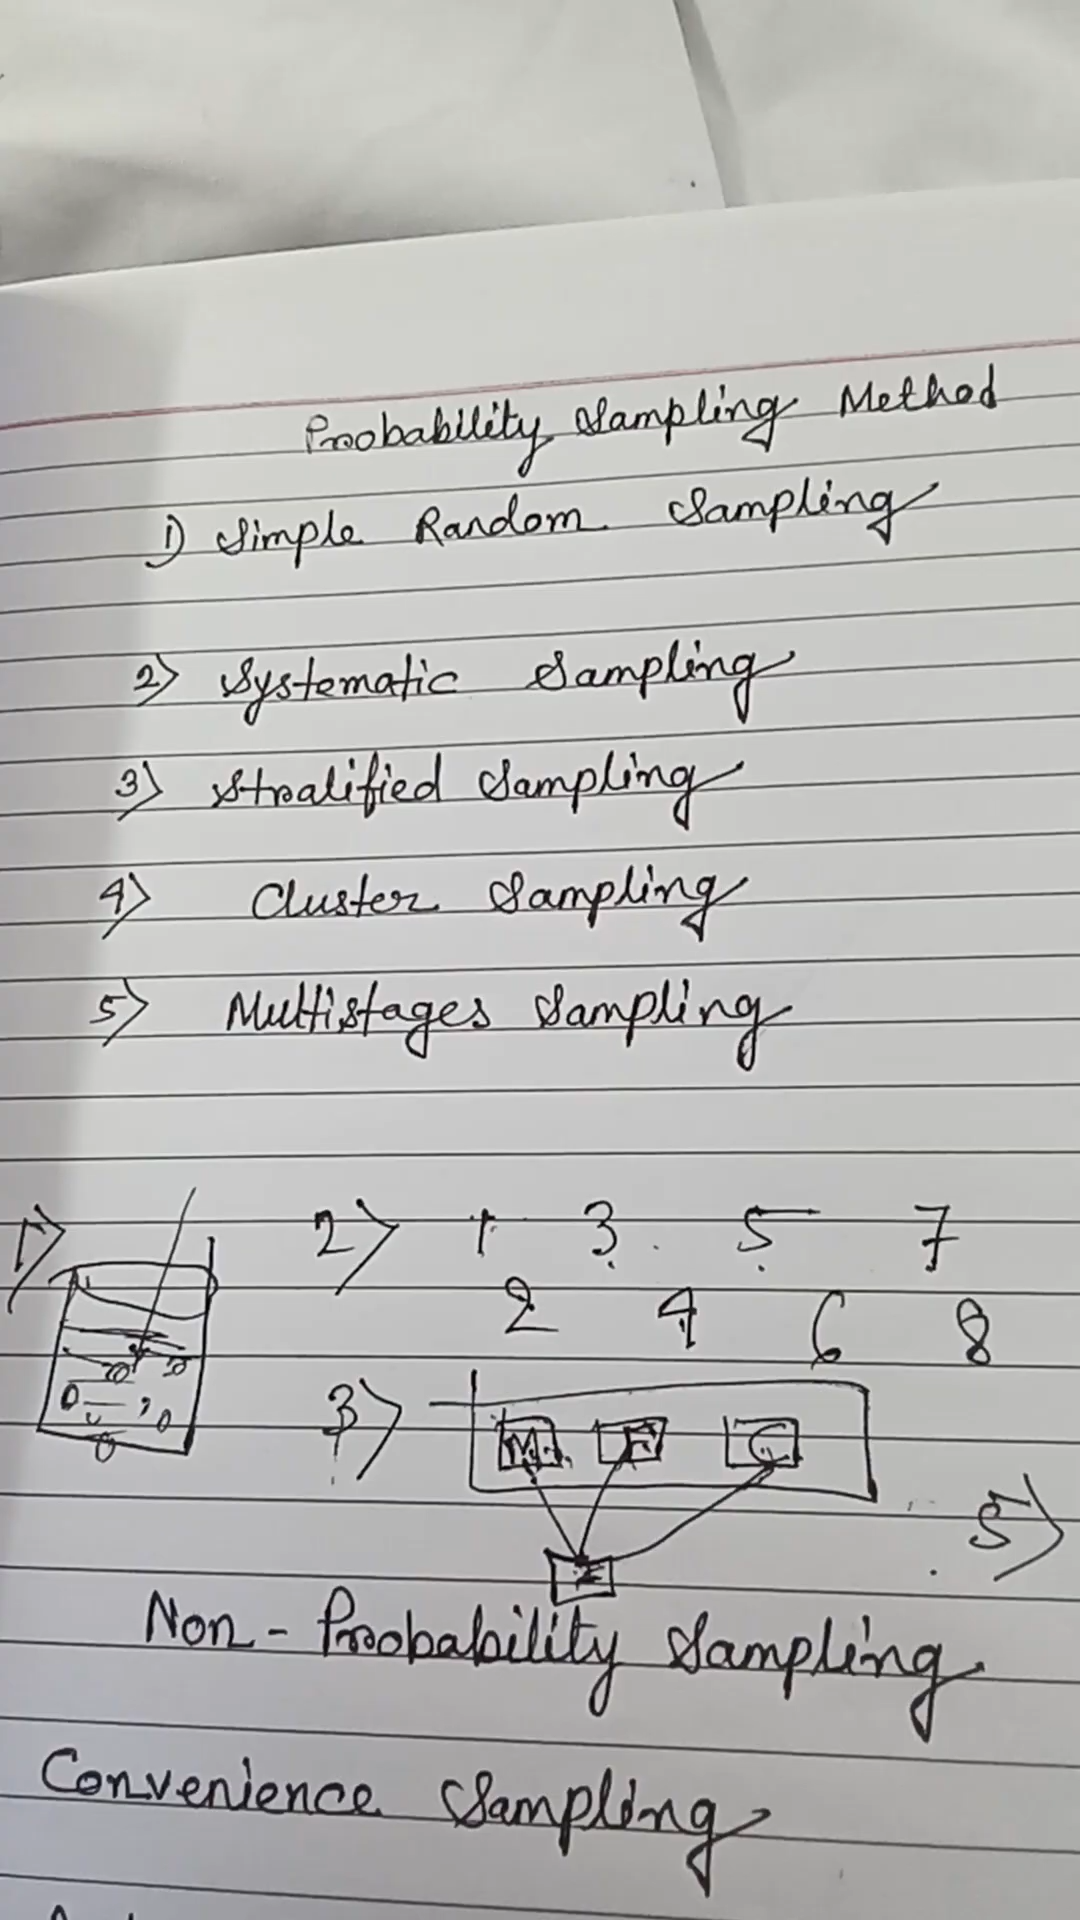 Probability Sampling Method
1) Simple Random Sampling
2) Systematic Sampling
3) Stratified Sampling
4) Cluster Sampling
5) Multistages Sampling
1)
2) 1 3 5 7
2 4 6 8
3) M F C
5)
Non-Probability Sampling
Convenience Sampling